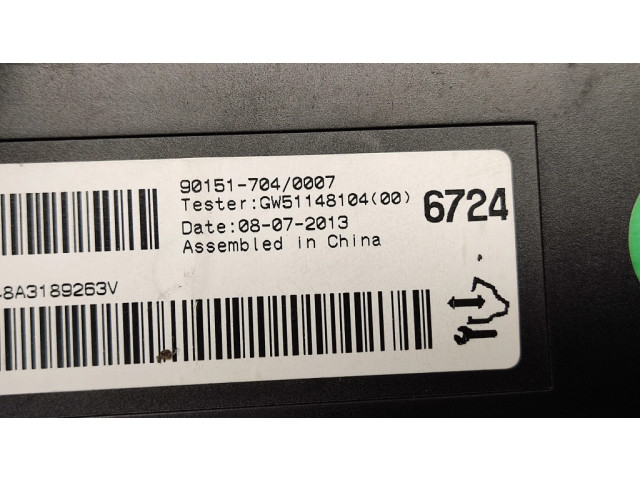 90151-704/0007
Tester:GW51148104(00)
6724
Date:08-07-2013
Assembled in China
8A3189263V